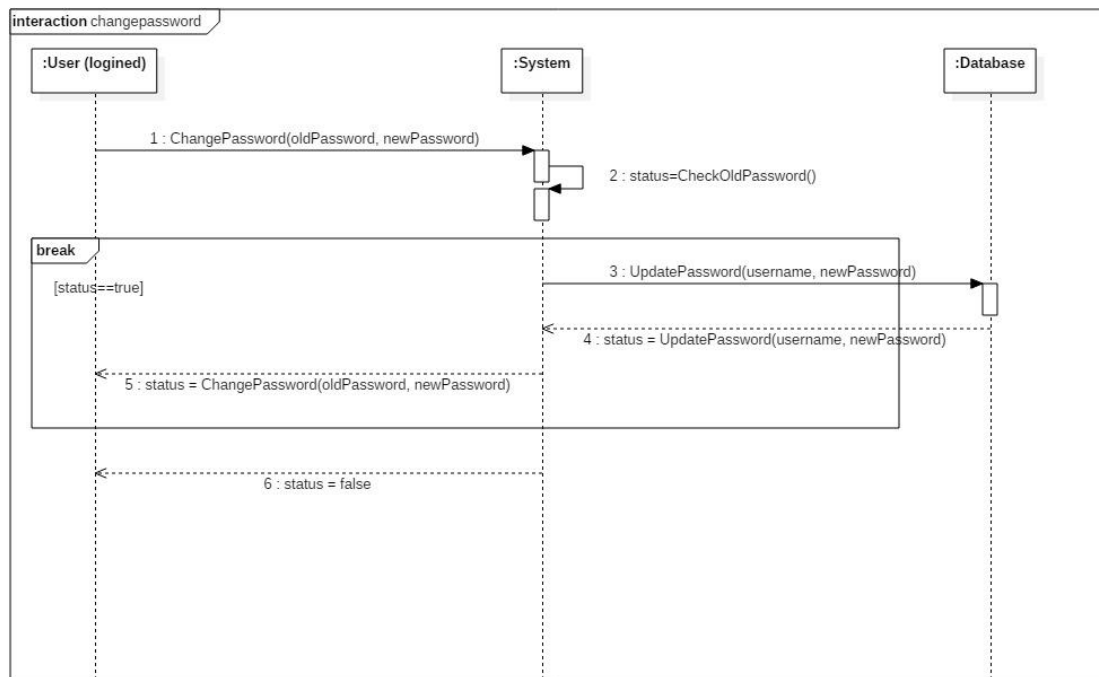 interaction changepassword
:User (logined)
:System
:Database
1 : ChangePassword(oldPassword, newPassword)
2 : status=CheckOldPassword()
break
3 : UpdatePassword(username, newPassword)
[status==true]
4 : status = UpdatePassword(username, newPassword)
5 : status = ChangePassword(oldPassword, newPassword)
6 : status = false